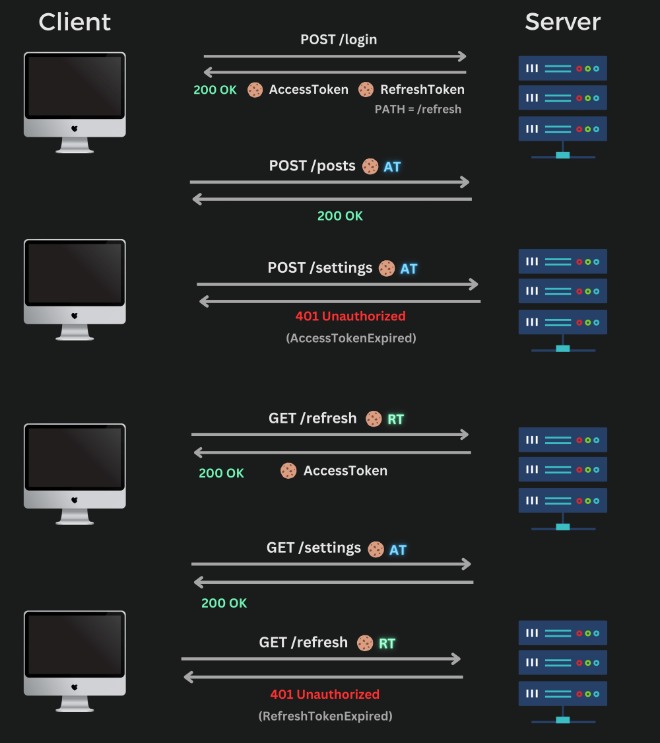 Client
Server
POST /login
200 OK AccessToken RefreshToken
PATH = /refresh
POST /posts AT
200 OK
POST /settings AT
401 Unauthorized
(AccessTokenExpired)
GET /refresh RT
200 OK AccessToken
GET /settings AT
200 OK
GET /refresh RT
401 Unauthorized
(RefreshTokenExpired)